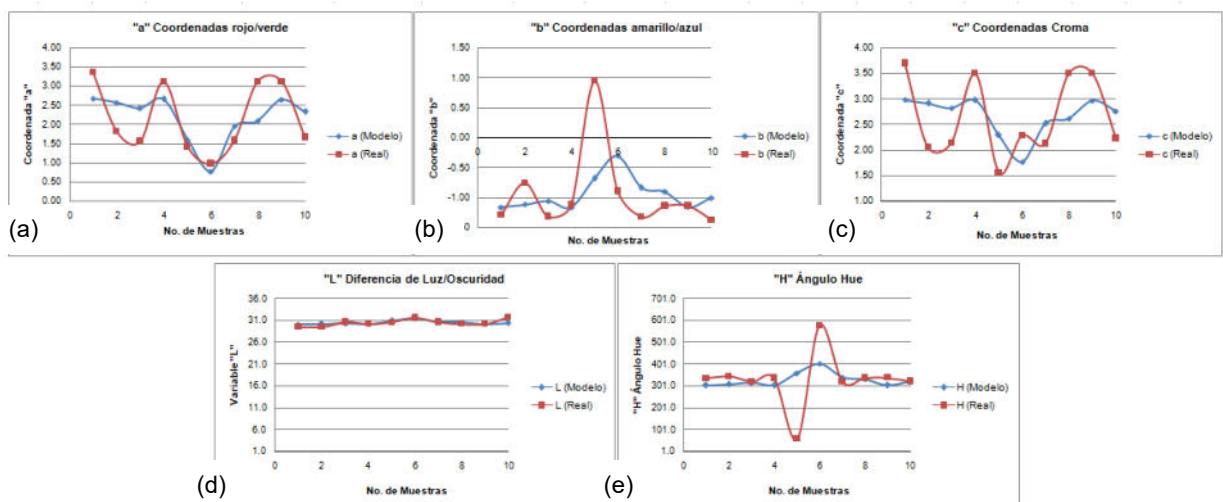 "a" Coordenadas rojo/verde
4.00
3.50
3.00
2.50
2.00
1.50
1.00
0.50
0.00
Coordenada "a"
0 2 4 6 8 10
No. de Muestras
a (Modelo)
a (Real)
(a)
"b" Coordenadas amarillo/azul
1.50
1.00
0.50
0.00
-0.50
-1.00
0
Coordenada "b"
0 2 4 6 8 10
No. de Muestras
b (Modelo)
b (Real)
(b)
"c" Coordenadas Croma
4.00
3.50
3.00
2.50
2.00
1.50
1.00
Coordenada "c"
0 2 4 6 8 10
No. de Muestras
c (Modelo)
c (Real)
(c)
"L" Diferencia de Luz/Oscuridad
36.0
31.0
26.0
21.0
16.0
11.0
6.0
1.0
Variable "L"
0 2 4 6 8 10
No. de Muestras
L (Modelo)
L (Real)
(d)
"H" Ángulo Hue
701.0
601.0
501.0
401.0
301.0
201.0
101.0
1.0
"H" Ángulo Hue
0 2 4 6 8 10
No. de Muestras
H (Modelo)
H (Real)
(e)